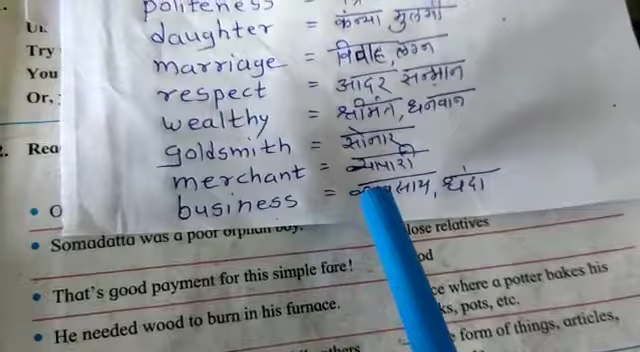 politeness =
daughter = कन्या मुलगी
marriage = विवाह, लग्न
respect = आदर सन्मान
wealthy = श्रीमंत, धनवान
goldsmith = सोनार
merchant = व्यापारी
business = साय, धंदा
Try
You
Or,
2. Rea
• O
lose relatives
• Somadatta was a poor orphan boy.
od
• That's good payment for this simple fare!
ce where a potter bakes his
ks, pots, etc.
• He needed wood to burn in his furnace.
form of things, articles,
others